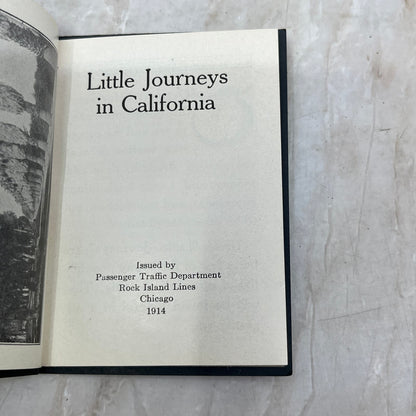 Little Journeys
in California
Issued by
Passenger Traffic Department
Rock Island Lines
Chicago
1914